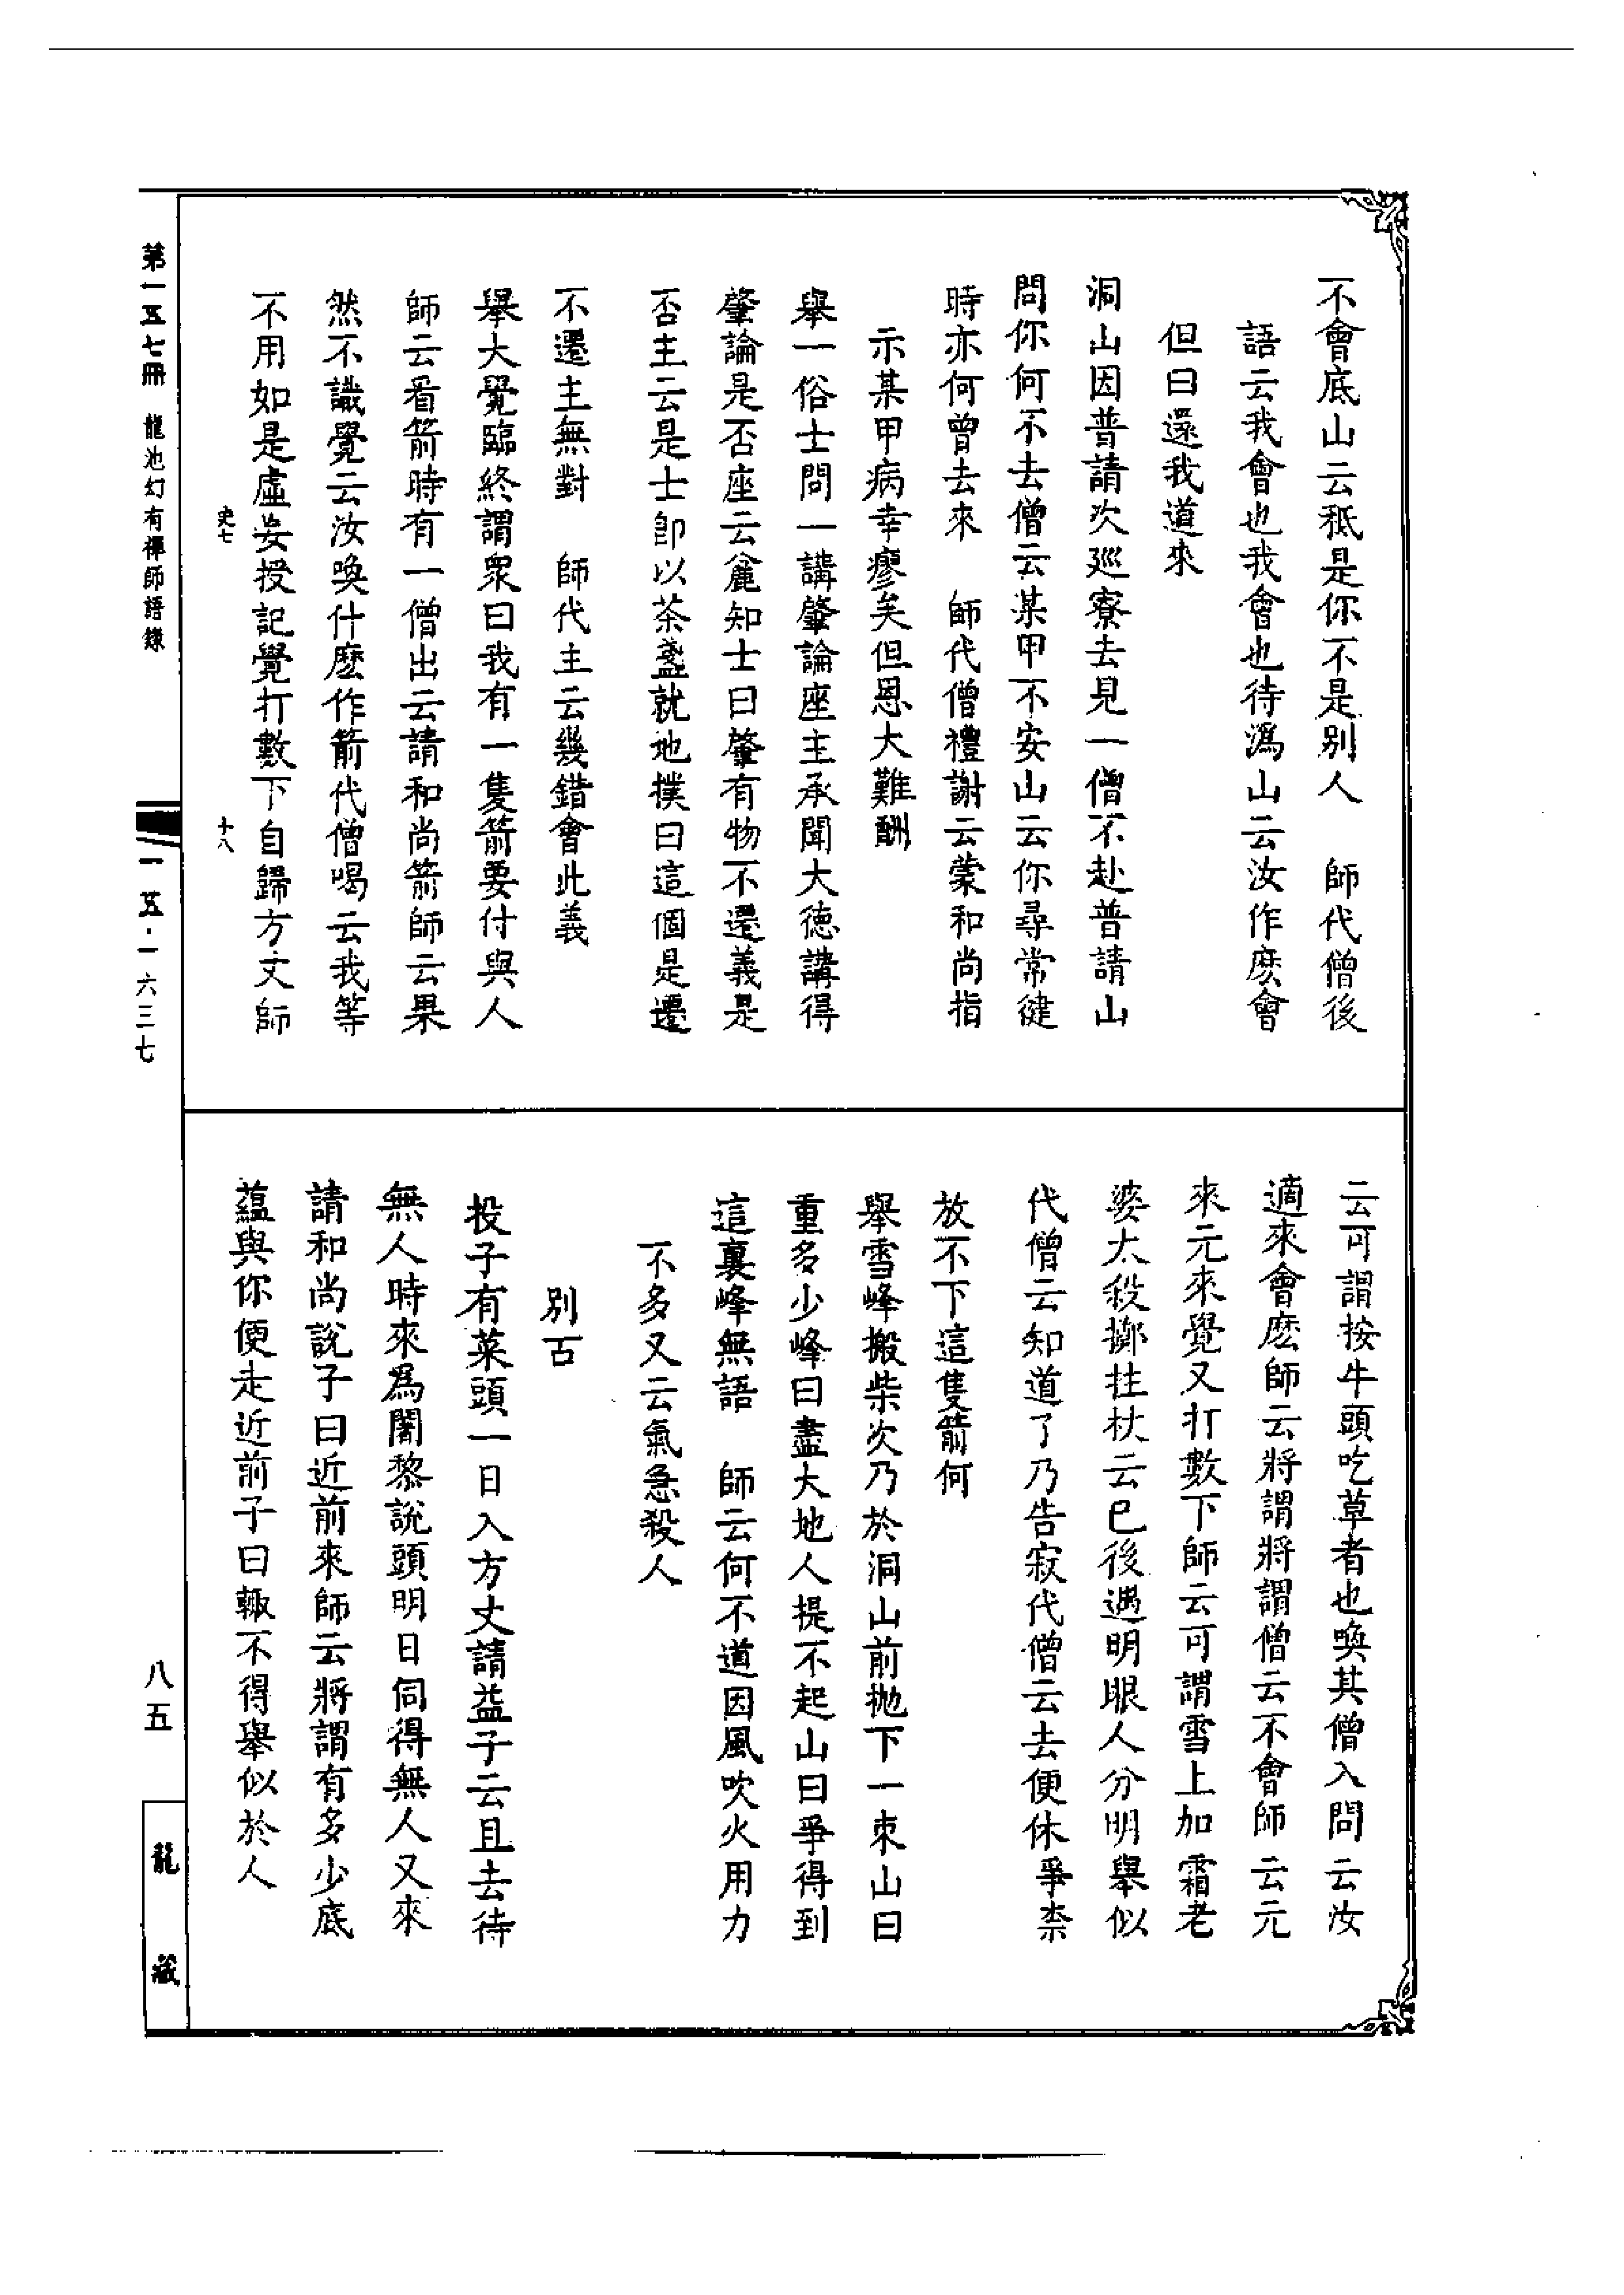 不會底山云秪是你不是別人　師代僧後
語云我會也我會也待溈山云汝作麽會
但曰還我道來
洞山因普請次巡寮去見一僧不赴普請山
問你何不去僧云某甲不安山云你尋常健
時亦何曾去來　師代僧禮謝云蒙和尚指
示某甲病幸瘳矣但恩大難酬
舉一俗士問一講肇論座主承聞大德講得
肇論是否座云麄知士曰肇有物不遷義是
否主云是士卽以茶盞就地撲曰這個是遷
不遷主無對　師代主云幾錯會此義
舉大覺臨終謂衆曰我有一隻箭要付與人
師云看箭時有一僧出云請和尚箭師云果
然不識覺云汝喚什麽作箭代僧喝云我等
不用如是虛妄授記覺打數下自歸方丈師
云可謂按牛頭吃草者也喚其僧入問云汝
適來會麽師云將謂將謂僧云不會師云元
來元來覺又打數下師云可謂雪上加霜老
婆太殺擲拄杖云已後遇明眼人分明舉似
代僧云知道了乃告寂代僧云去便休爭柰
放不下這隻箭何
舉雪峰搬柴次乃於洞山前抛下一束山曰
重多少峰曰盡大地人提不起山曰爭得到
這裏峰無語　師云何不道因風吹火用力
不多又云氣急殺人
別古
投子有菜頭一日入方丈請益子云且去待
無人時來爲闍黎說頭明日伺得無人又來
請和尚說子曰近前來師云將謂有多少底
蘊與你便走近前子曰輙不得舉似於人
史七
十八
第一五七冊　龍池幻有禪師語錄
一五·一六三七
八五
龍藏